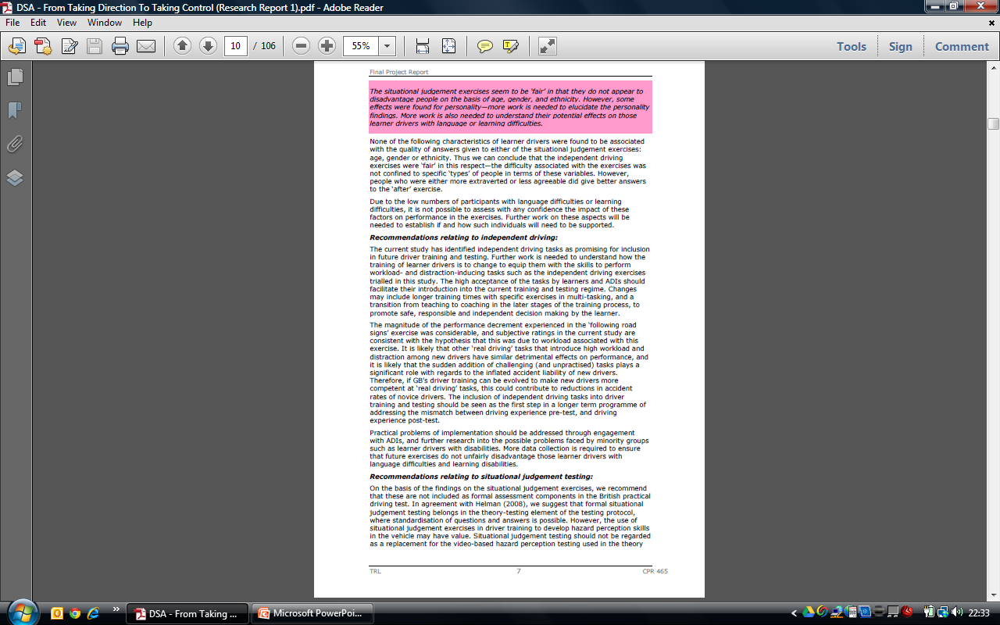 DSA - From Taking Direction To Taking Control (Research Report 1).pdf - Adobe Reader
File Edit View Window Help
10 / 106 55% Tools Sign Comment
Final Project Report
The situational judgement exercises seem to be ‘fair’ in that they do not appear to
disadvantage people on the basis of age, gender, and ethnicity. However, some
effects were found for personality—more work is needed to elucidate the personality
findings. More work is also needed to understand their potential effects on those
learner drivers with language or learning difficulties.
None of the following characteristics of learner drivers were found to be associated
with the quality of answers given to either of the situational judgement exercises:
age, gender or ethnicity. Thus we can conclude that the independent driving
exercises were ‘fair’ in this respect—the difficulty associated with the exercises was
not confined to specific ‘types’ of people in terms of these variables. However,
people who were either more extraverted or less agreeable did give better answers
to the ‘after’ exercise.
Due to the low numbers of participants with language difficulties or learning
difficulties, it is not possible to assess with any confidence the impact of these
factors on performance in the exercises. Further work on these aspects will be
needed to establish if and how such individuals will need to be supported.
Recommendations relating to independent driving:
The current study has identified independent driving tasks as promising for inclusion
in future driver training and testing. Further work is needed to understand how the
training of learner drivers is to change to equip them with the skills to perform
workload- and distraction-inducing tasks such as the independent driving exercises
trialled in this study. The high acceptance of the tasks by learners and ADIs should
facilitate their introduction into the current training and testing regime. Changes
may include longer training times with specific exercises in multi-tasking, and a
transition from teaching to coaching in the later stages of the training process, to
promote safe, responsible and independent decision making by the learner.
The magnitude of the performance decrement experienced in the ‘following road
signs’ exercise was considerable, and subjective ratings in the current study are
consistent with the hypothesis that this was due to workload associated with this
exercise. It is likely that other ‘real driving’ tasks that introduce high workload and
distraction among new drivers have similar detrimental effects on performance, and
it is likely that the sudden addition of challenging (and unpractised) tasks plays a
significant role with regards to the inflated accident liability of new drivers.
Therefore, if GB’s driver training can be evolved to make new drivers more
competent at ‘real driving’ tasks, this could contribute to reductions in accident
rates of novice drivers. The inclusion of independent driving tasks into driver
training and testing should be seen as the first step in a longer term programme of
addressing the mismatch between driving experience pre-test, and driving
experience post-test.
Practical problems of implementation should be addressed through engagement
with ADIs, and further research into the possible problems faced by minority groups
such as learner drivers with disabilities. More data collection is required to ensure
that future exercises do not unfairly disadvantage those learner drivers with
language difficulties and learning disabilities.
Recommendations relating to situational judgement testing:
On the basis of the findings on the situational judgement exercises, we recommend
that these are not included as formal assessment components in the British practical
driving test. In agreement with Helman (2008), we suggest that formal situational
judgement testing belongs in the theory-testing element of the testing protocol,
where standardisation of questions and answers is possible. However, the use of
situational judgement exercises in driver training to develop hazard perception skills
in the vehicle may have value. Situational judgement testing should not be regarded
as a replacement for the video-based hazard perception testing used in the theory
TRL 7 CPR 465
DSA - From Taking ... Microsoft PowerPoi... 22:33